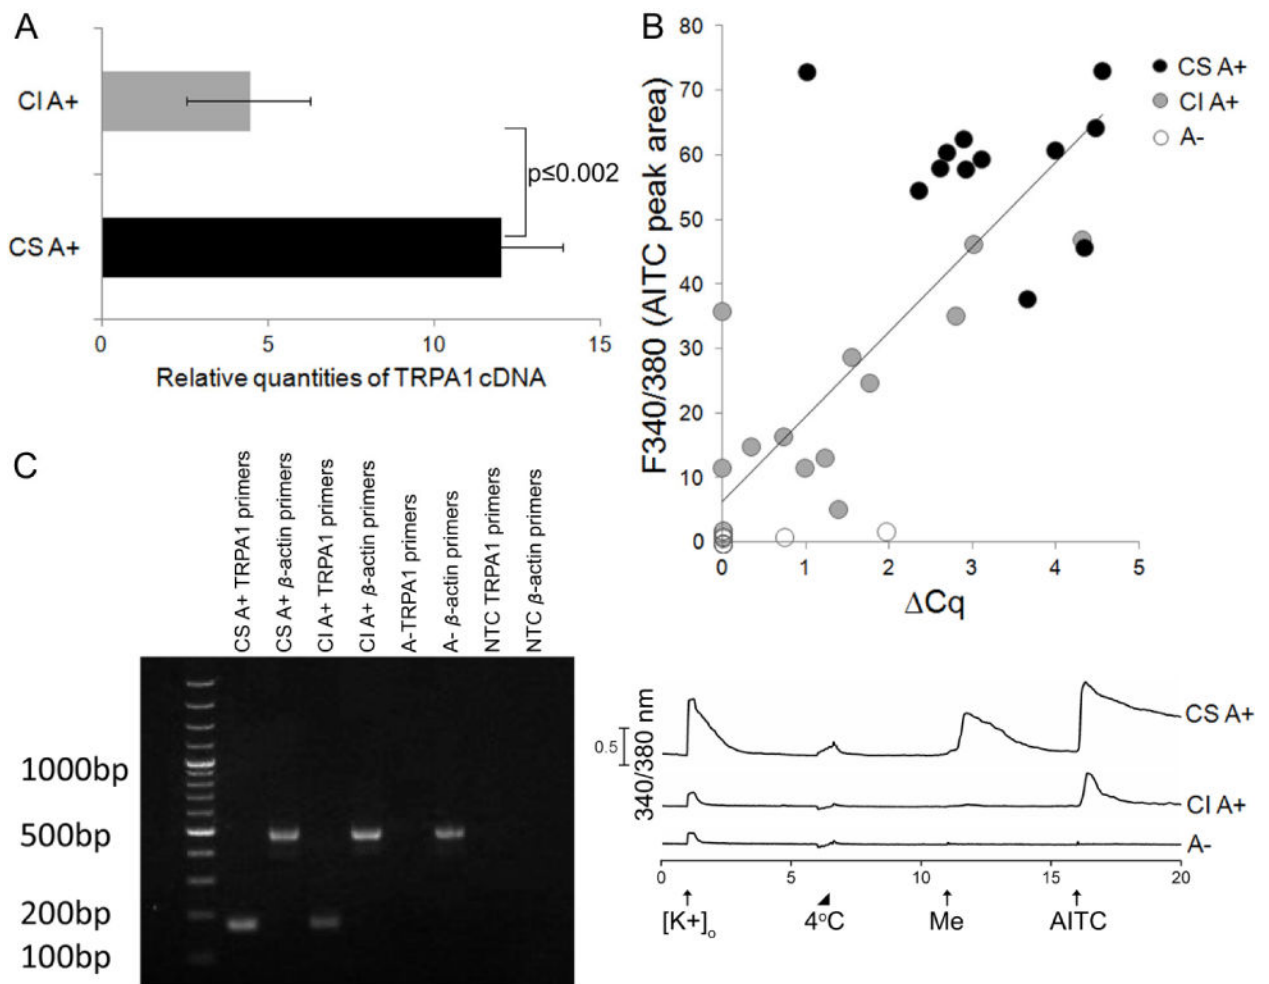 A
CI A+
CS A+
p≤0.002
0 5 10 15
Relative quantities of TRPA1 cDNA
B
F340/380 (AITC peak area)
80
70
60
50
40
30
20
10
0
0 1 2 3 4 5
ΔCq
CS A+
CI A+
A-
C
CS A+ TRPA1 primers
CS A+ β-actin primers
CI A+ TRPA1 primers
CI A+ β-actin primers
A-TRPA1 primers
A- β-actin primers
NTC TRPA1 primers
NTC β-actin primers
1000bp
500bp
200bp
100bp
0.5
340/380 nm
CS A+
CI A+
A-
0 5 10 15 20
[K+]o 4°C Me AITC